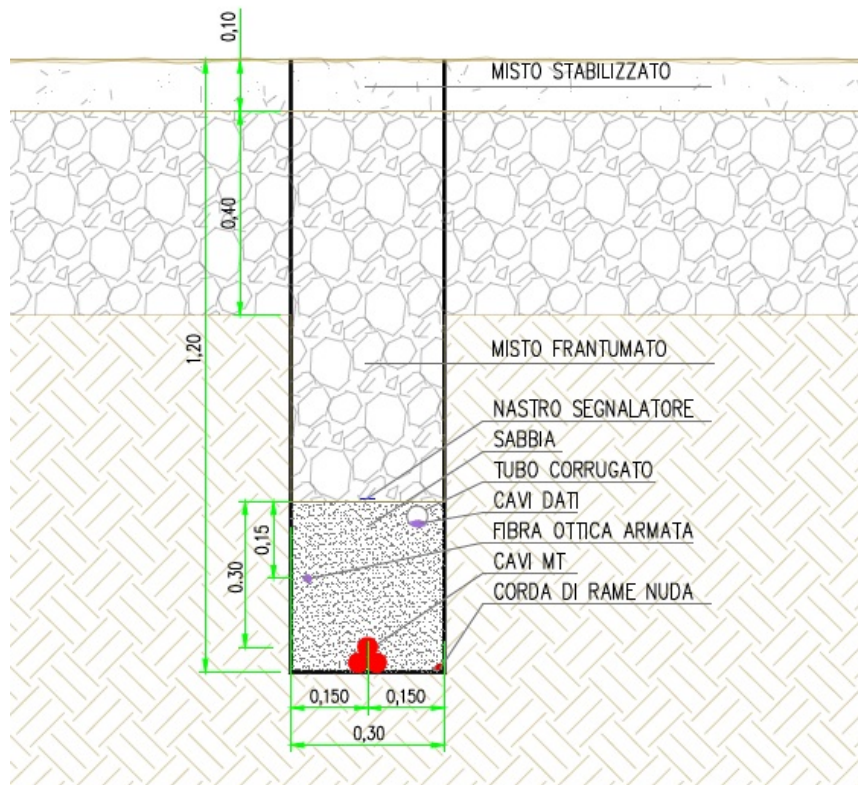 0,10
MISTO STABILIZZATO
0,40
1,20
MISTO FRANTUMATO
NASTRO SEGNALATORE
SABBIA
TUBO CORRUGATO
CAVI DATI
0,15
FIBRA OTTICA ARMATA
0.30
CAVI MT
CORDA DI RAME NUDA
0,150
0,150
0,30